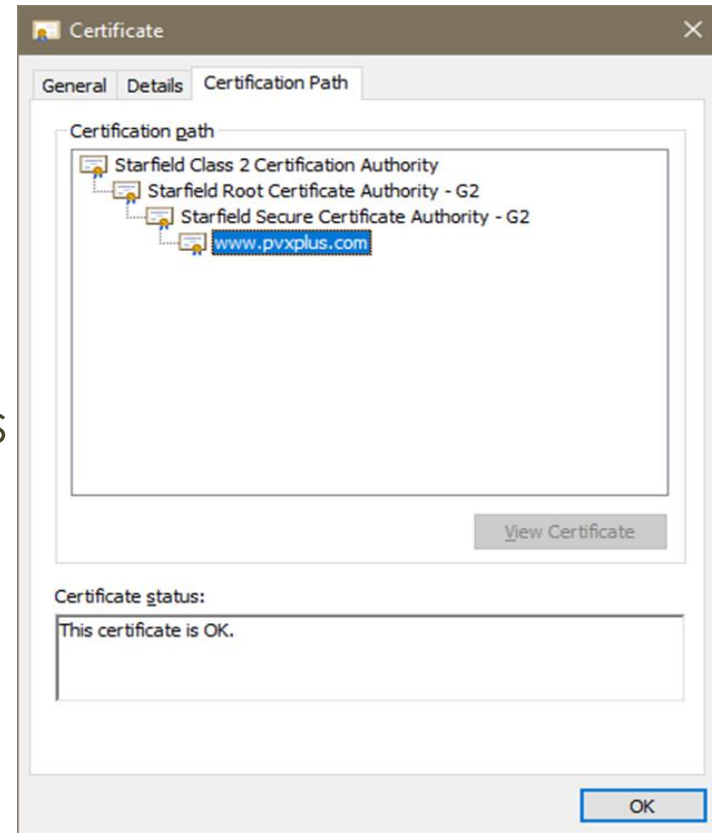 Certificate
General Details Certification Path
Certification path
Starfield Class 2 Certification Authority
Starfield Root Certificate Authority - G2
Starfield Secure Certificate Authority - G2
www.pvxplus.com
s
View Certificate
Certificate status:
This certificate is OK.
OK